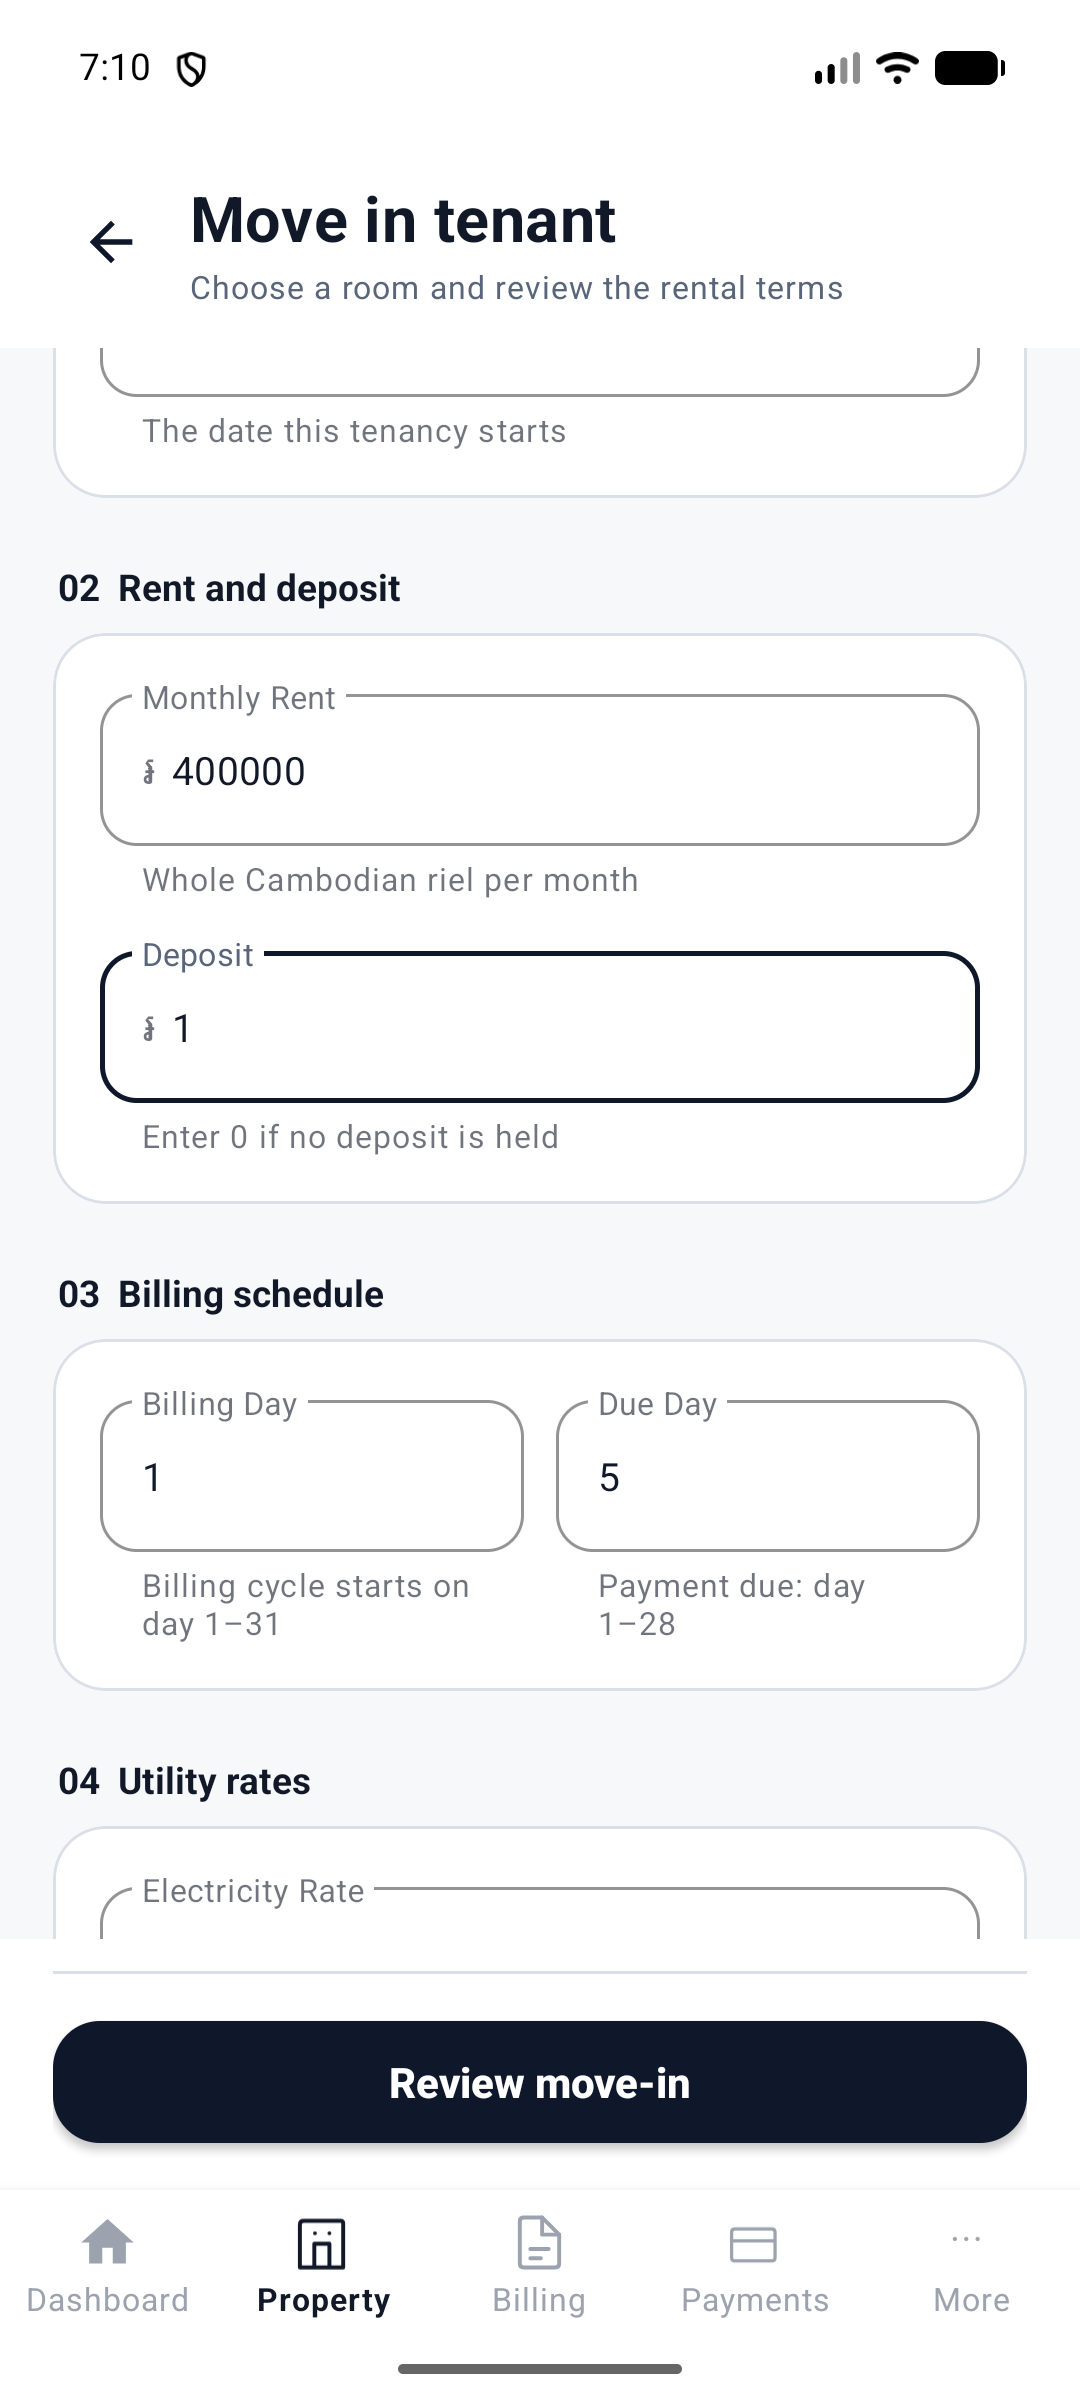 7:10
Move in tenant
Choose a room and review the rental terms
The date this tenancy starts
02 Rent and deposit
Monthly Rent
៛ 400000
Whole Cambodian riel per month
Deposit
៛ 1
Enter 0 if no deposit is held
03 Billing schedule
Billing Day
Due Day
1
5
Billing cycle starts on
day 1–31
Payment due: day
1–28
04 Utility rates
Electricity Rate
Review move-in
Dashboard
Property
Billing
Payments
More